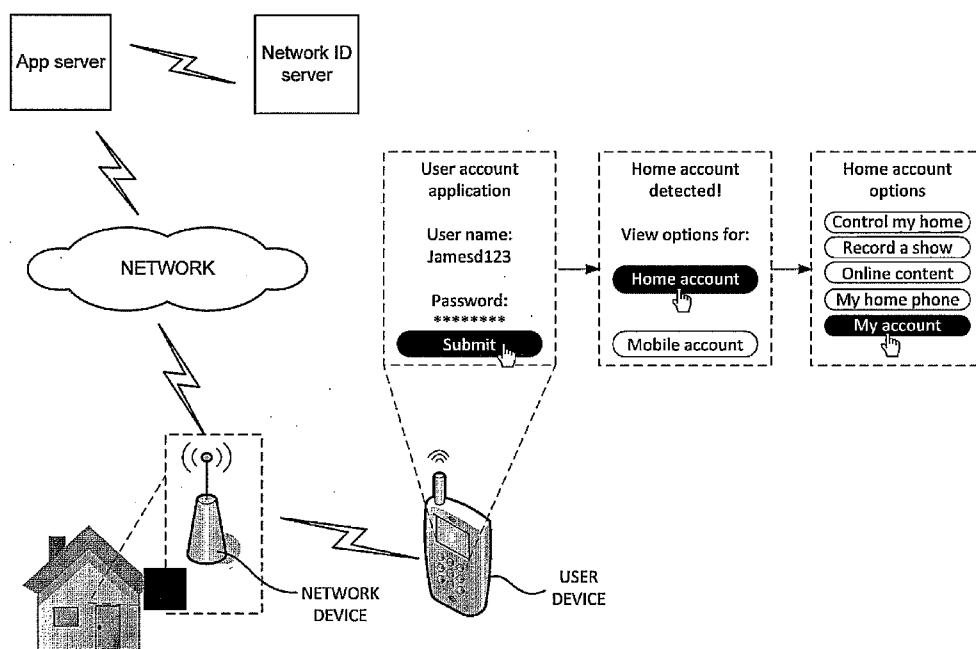 App server
Network ID
server
NETWORK
User account
application
User name:
Jamesd123
Password:
********
Submit
Home account
detected!
View options for:
Home account
Mobile account
Home account
options
Control my home
Record a show
Online content
My home phone
My account
NETWORK
DEVICE
USER
DEVICE